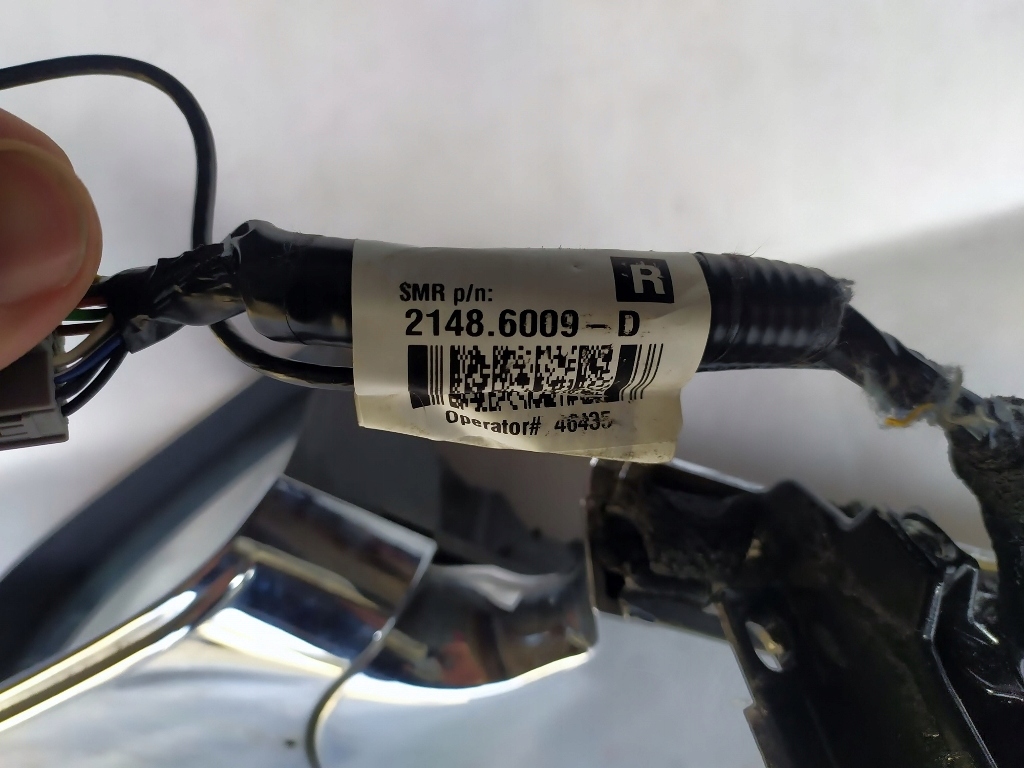 R
SMR p/n:
2148.6009-D
Operator# 46435